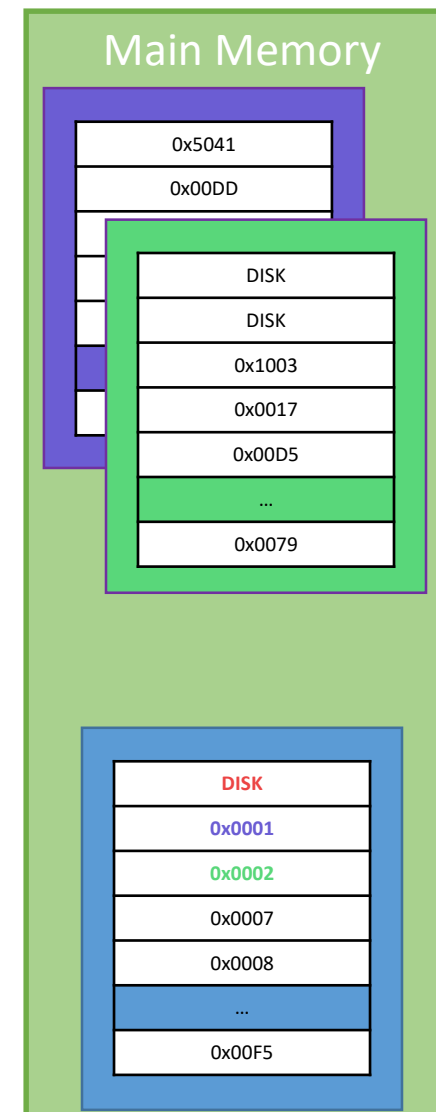 Main Memory
0x5041
0x00DD
DISK
DISK
0x1003
0x0017
0x00D5
...
0x0079
DISK
0x0001
0x0002
0x0007
0x0008
...
0x00F5